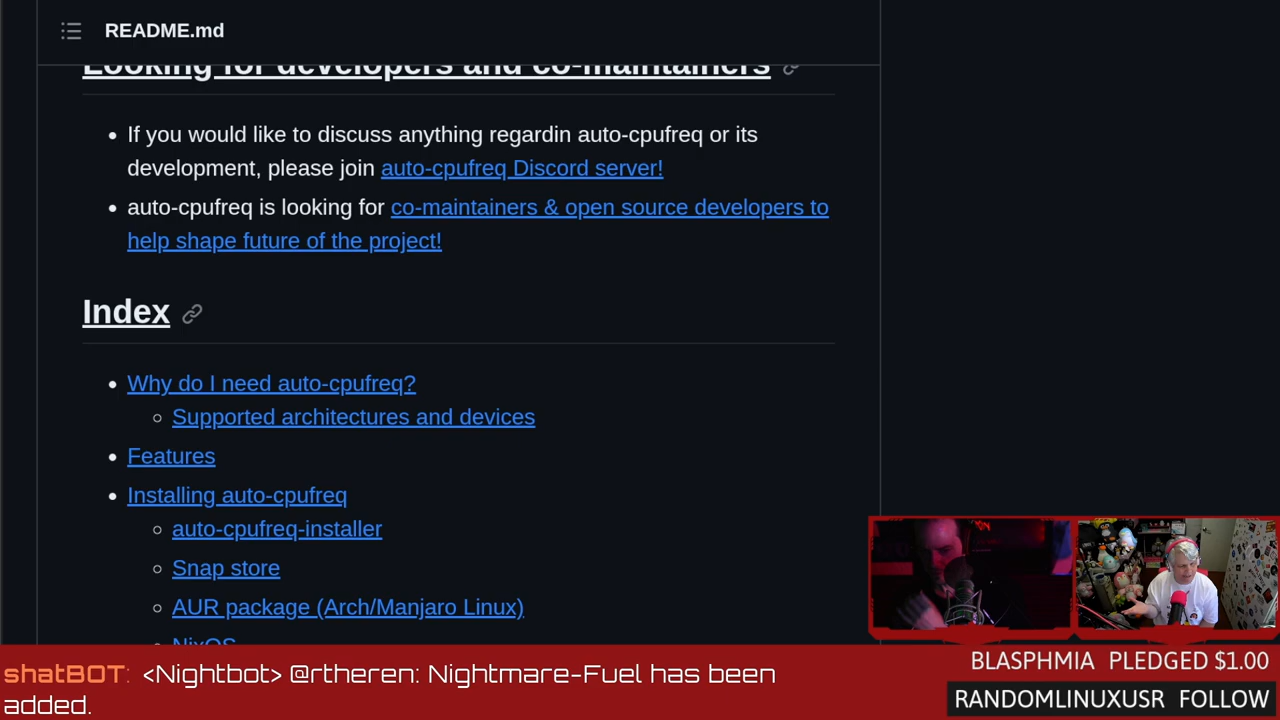 README.md
Looking for developers and co-maintainers
If you would like to discuss anything regardin auto-cpufreq or its
development, please join auto-cpufreq Discord server!
auto-cpufreq is looking for co-maintainers & open source developers to
help shape future of the project!
Index
Why do I need auto-cpufreq?
Supported architectures and devices
Features
Installing auto-cpufreq
auto-cpufreq-installer
Snap store
AUR package (Arch/Manjaro Linux)
NixOS
shatBOT: <Nightbot> @rtheren: Nightmare-Fuel has been
added.
BLASPHMIA PLEDGED $1.00
RANDOMLINUXUSR FOLLOW